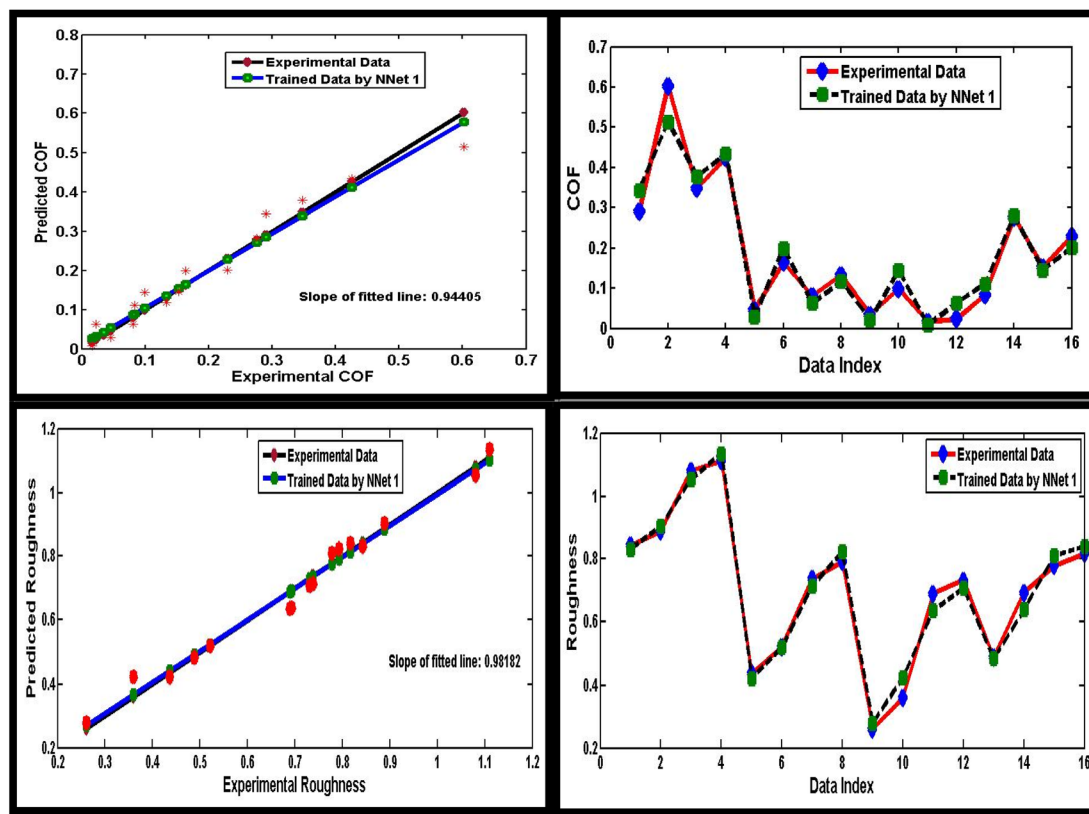 0.8
0.7
0.6
0.5
0.4
0.3
0.2
0.1
0
Predicted COF
Experimental Data
Trained Data by NNet 1
Slope of fitted line: 0.94405
0 0.1 0.2 0.3 0.4 0.5 0.6 0.7
Experimental COF
0.7
0.6
0.5
0.4
0.3
0.2
0.1
0
COF
Experimental Data
Trained Data by NNet 1
0 2 4 6 8 10 12 14 16
Data Index
1.2
1
0.8
0.6
0.4
0.2
Predicted Roughness
Experimental Data
Trained Data by NNet 1
Slope of fitted line: 0.98182
0.2 0.3 0.4 0.5 0.6 0.7 0.8 0.9 1 1.1 1.2
Experimental Roughness
1.2
1
0.8
0.6
0.4
0.2
Roughness
Experimental Data
Trained Data by NNet 1
0 2 4 6 8 10 12 14 16
Data Index